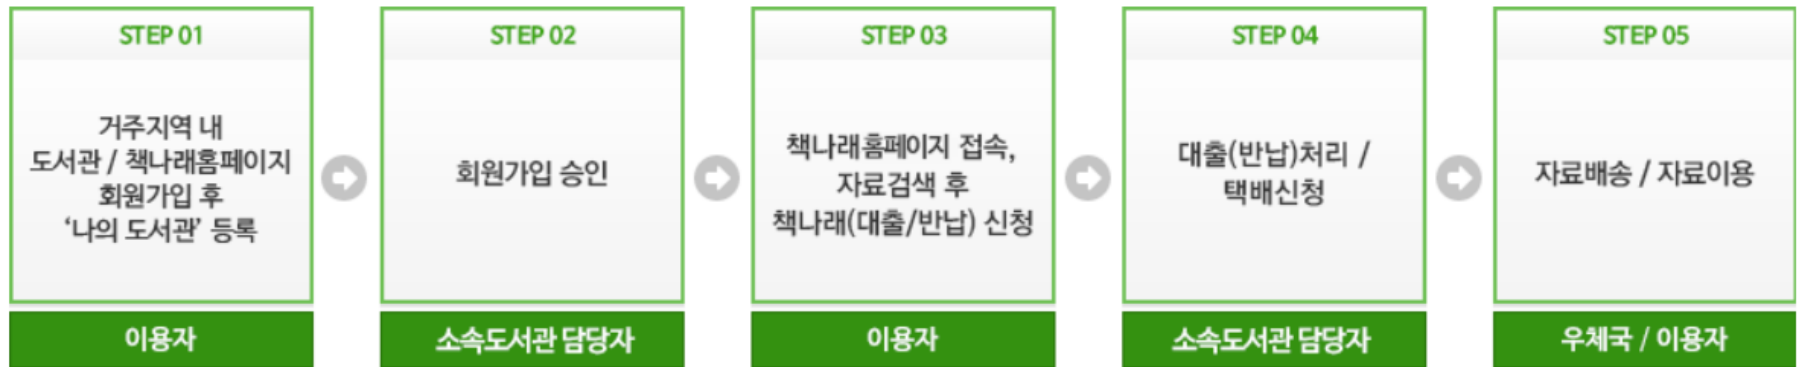 STEP 01
거주지역 내
도서관 / 책나래홈페이지
회원가입 후
‘나의 도서관’ 등록
이용자
STEP 02
회원가입 승인
소속도서관 담당자
STEP 03
책나래홈페이지 접속,
자료검색 후
책나래(대출/반납) 신청
이용자
STEP 04
대출(반납)처리 /
택배신청
소속도서관 담당자
STEP 05
자료배송 / 자료이용
우체국 / 이용자